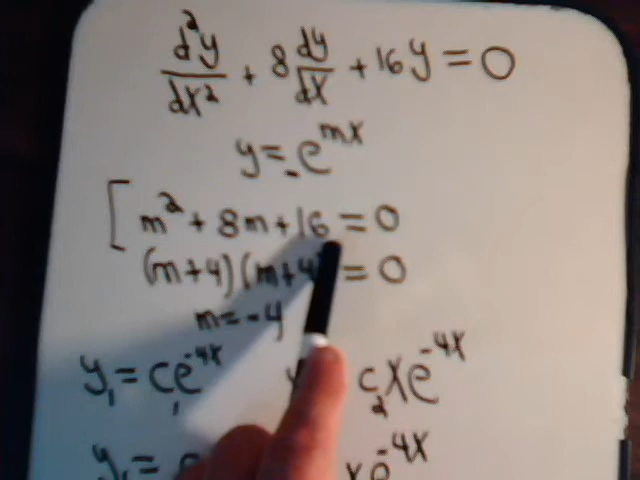 d²y/dx² + 8 dy/dx + 16y = 0
y = e^mx
[ m² + 8m + 16 = 0
(m+4)(m+4) = 0
m = -4
y₁ = c₁e^-4x c₂xe^-4x
y₁ = xe^-4x